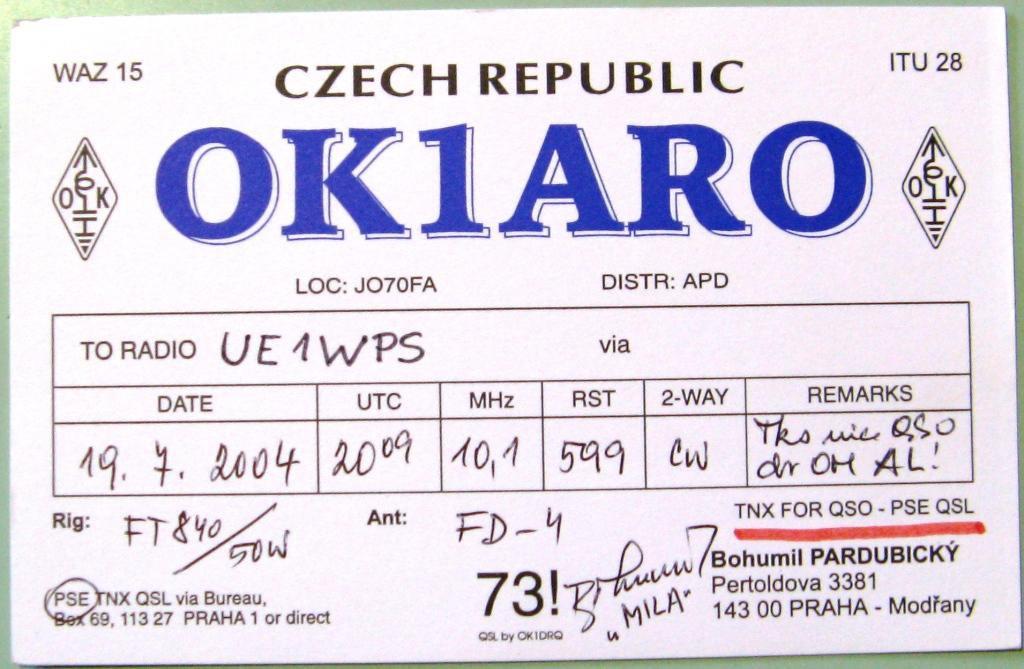 WAZ 15
CZECH REPUBLIC
ITU 28
OK1ARO
OK
OK
LOC: JO70FA DISTR: APD
TO RADIO UE1WPS via
DATE UTC MHz RST 2-WAY REMARKS
19. 7. 2004 2009 10,1 599 CW Tks nice QSO
dr OM AL!
TNX FOR QSO - PSE QSL
Rig: FT840/50W Ant: FD-4
Bohumil PARDUBICKÝ
Pertoldova 3381
143 00 PRAHA - Modřany
73!
"MILA"
PSE TNX QSL via Bureau,
Box 69, 113 27 PRAHA 1 or direct
QSL by OK1DRQ